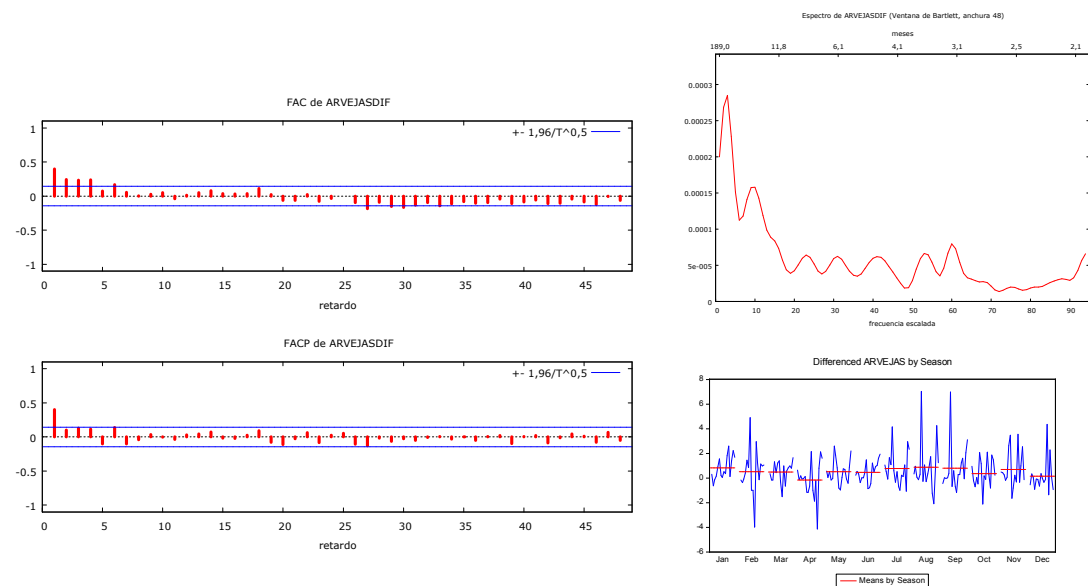 FAC de ARVEJASDIF
+- 1,96/T^0,5
1
0.5
0
-0.5
-1
0 5 10 15 20 25 30 35 40 45
retardo
FACP de ARVEJASDIF
+- 1,96/T^0,5
1
0.5
0
-0.5
-1
0 5 10 15 20 25 30 35 40 45
retardo
Espectro de ARVEJASDIF (Ventana de Bartlett, anchura 48)
meses
189,0 11,8 6,1 4,1 3,1 2,5 2,1
0.0003
0.00025
0.0002
0.00015
0.0001
5e-005
0
0 10 20 30 40 50 60 70 80 90
frecuencia escalada
Differenced ARVEJAS by Season
8
6
4
2
0
-2
-4
-6
Jan Feb Mar Apr May Jun Jul Aug Sep Oct Nov Dec
Means by Season